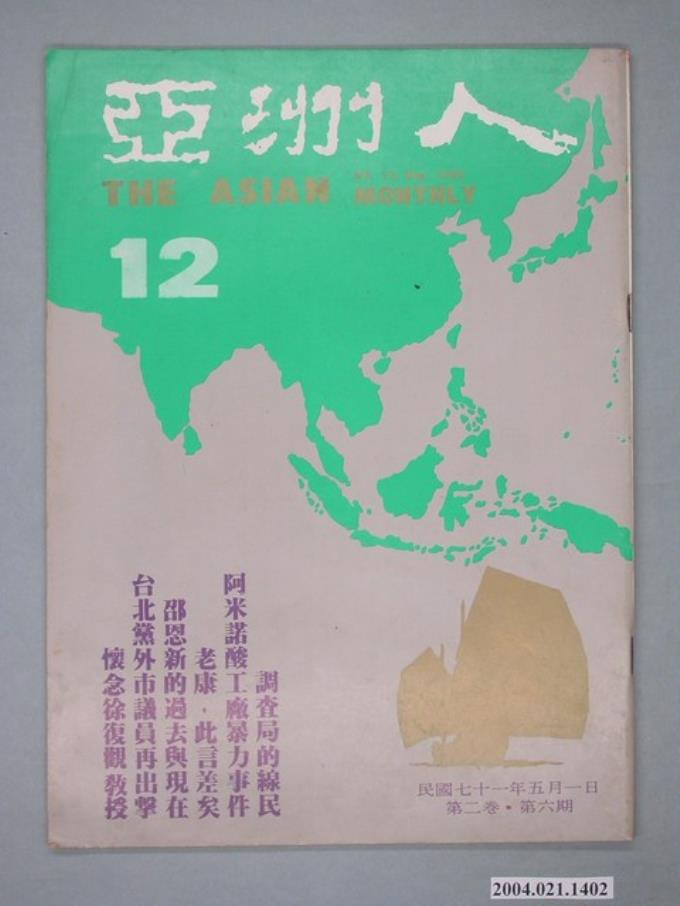 亞洲人
THE ASIAN MONTHLY
12
調查局的線民
阿米諾酸工廠暴力事件
老康，此言差矣
邵恩新的過去與現在
台北黨外市議員再出擊
懷念徐復觀教授
民國七十一年五月一日
第二卷・第六期
2004.021.1402